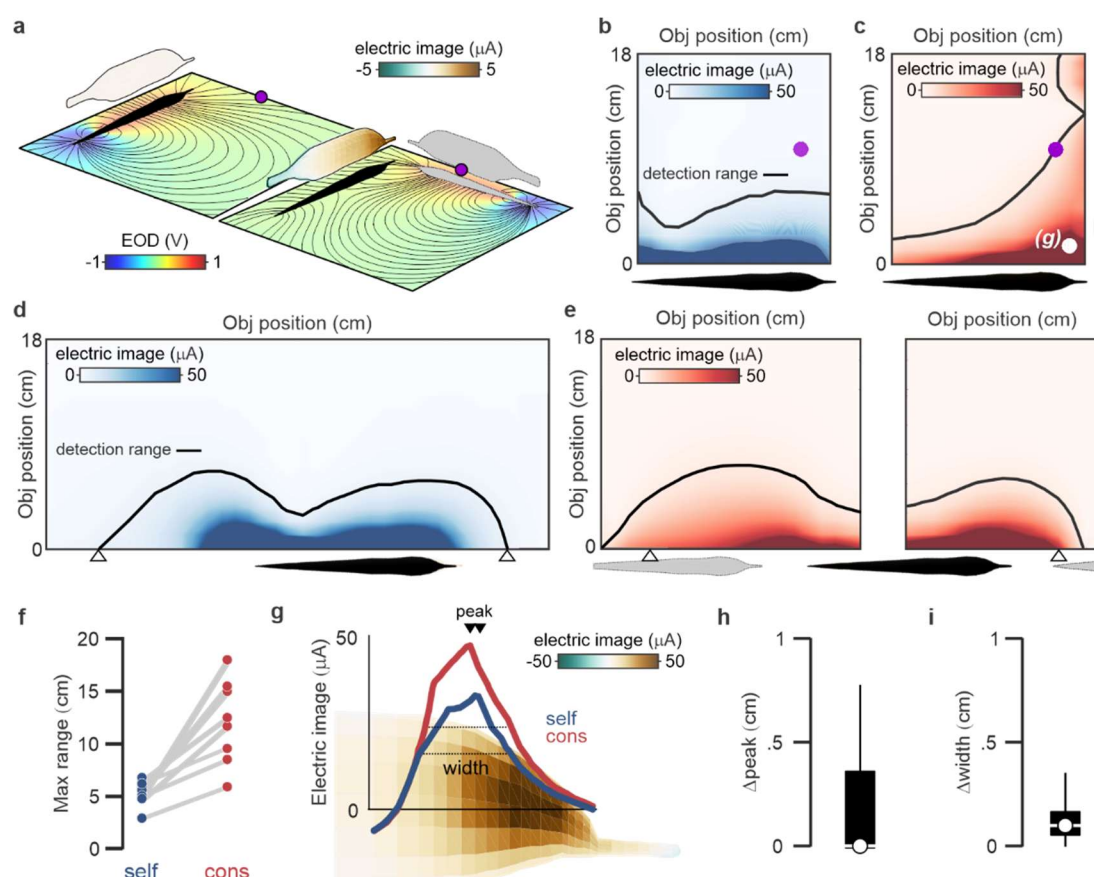 a
electric image (μA)
-5 5
EOD (V)
-1 1
b
Obj position (cm)
18
electric image (μA)
0 50
detection range
Obj position (cm)
0
c
Obj position (cm)
18
electric image (μA)
0 50
Obj position (cm)
(g)
0
d
Obj position (cm)
18
electric image (μA)
0 50
detection range
Obj position (cm)
0
e
Obj position (cm)
Obj position (cm)
18
18
electric image (μA)
0 50
Obj position (cm)
0
0
f
20
15
10
5
0
Max range (cm)
self
cons
g
peak
50
electric image (μA)
-50 50
Electric image (μA)
self
cons
width
0
h
1
.5
0
Δpeak (cm)
i
1
.5
0
Δwidth (cm)